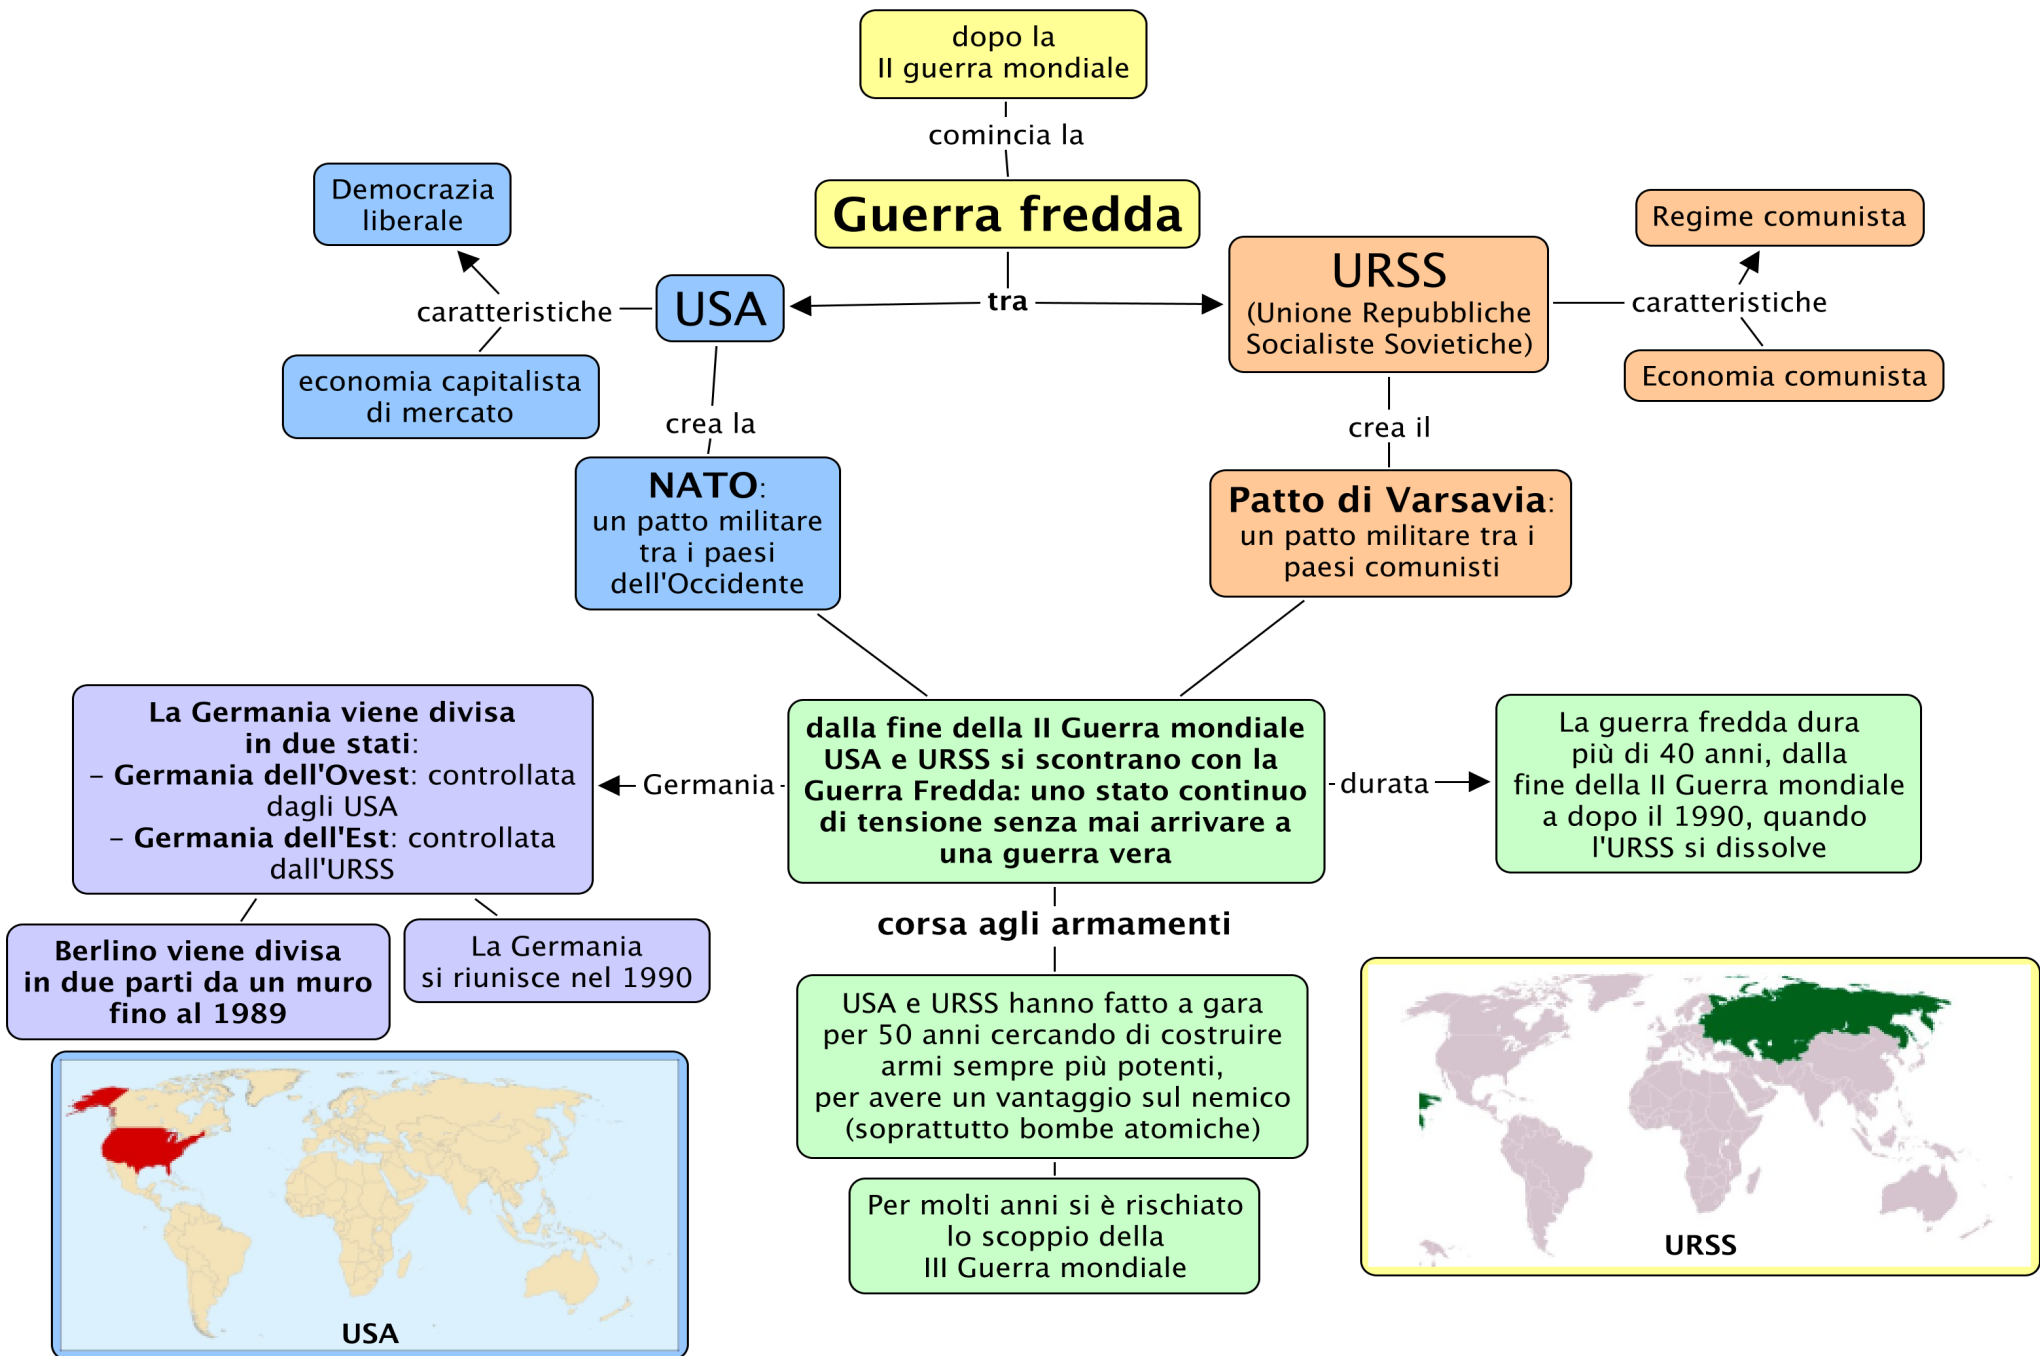 dopo la
II guerra mondiale
comincia la
Guerra fredda
tra
Democrazia
liberale
caratteristiche
USA
economia capitalista
di mercato
crea la
NATO:
un patto militare
tra i paesi
dell'Occidente
URSS
(Unione Repubbliche
Socialiste Sovietiche)
Regime comunista
caratteristiche
Economia comunista
crea il
Patto di Varsavia:
un patto militare tra i
paesi comunisti
dalla fine della II Guerra mondiale
USA e URSS si scontrano con la
Guerra Fredda: uno stato continuo
di tensione senza mai arrivare a
una guerra vera
Germania
La Germania viene divisa
in due stati:
– Germania dell'Ovest: controllata
dagli USA
– Germania dell'Est: controllata
dall'URSS
Berlino viene divisa
in due parti da un muro
fino al 1989
La Germania
si riunisce nel 1990
durata
La guerra fredda dura
più di 40 anni, dalla
fine della II Guerra mondiale
a dopo il 1990, quando
l'URSS si dissolve
corsa agli armamenti
USA e URSS hanno fatto a gara
per 50 anni cercando di costruire
armi sempre più potenti,
per avere un vantaggio sul nemico
(soprattutto bombe atomiche)
Per molti anni si è rischiato
lo scoppio della
III Guerra mondiale
USA
URSS